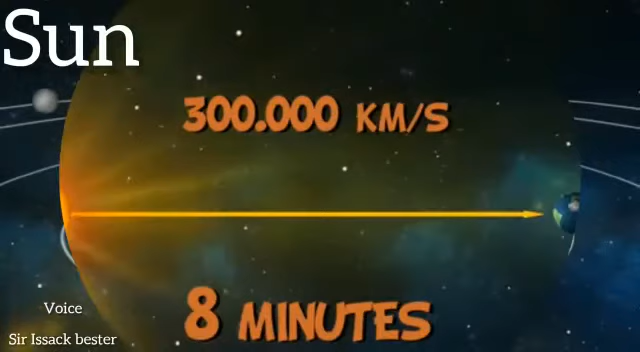 Sun
300.000 KM/S
8 MINUTES
Voice
Sir Issack bester